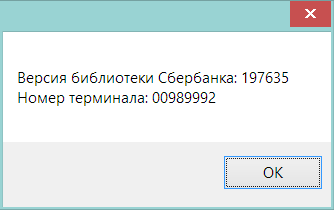 Версия библиотеки Сбербанка: 197635
Номер терминала: 00989992
OK